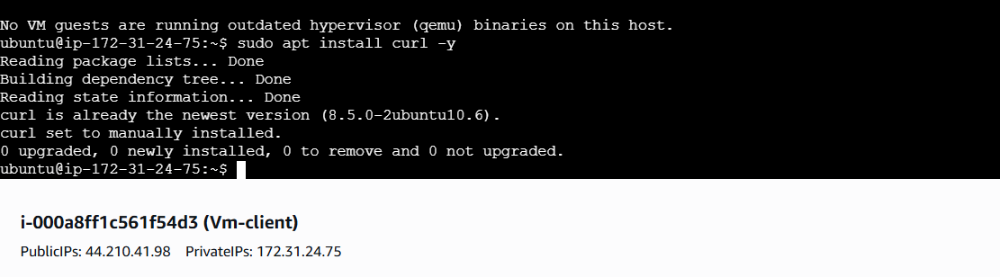 No VM guests are running outdated hypervisor (qemu) binaries on this host.
ubuntu@ip-172-31-24-75:~$ sudo apt install curl -y
Reading package lists... Done
Building dependency tree... Done
Reading state information... Done
curl is already the newest version (8.5.0-2ubuntu10.6).
curl set to manually installed.
0 upgraded, 0 newly installed, 0 to remove and 0 not upgraded.
ubuntu@ip-172-31-24-75:~$
i-000a8ff1c561f54d3 (Vm-client)
PublicIPs: 44.210.41.98 PrivateIPs: 172.31.24.75